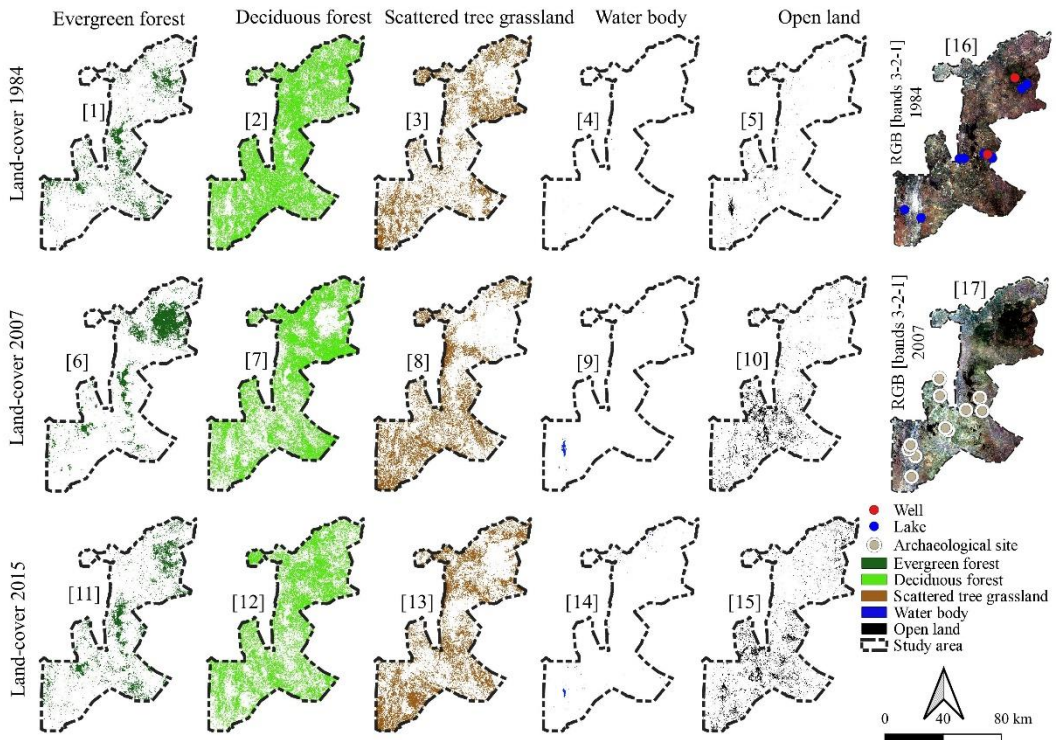 Evergreen forest Deciduous forest Scattered tree grassland Water body Open land
Land-cover 1984
[1] [2] [3] [4] [5]
RGB [bands 3-2-1]
1984
[16]
Land-cover 2007
[6] [7] [8] [9] [10]
RGB [bands 3-2-1]
2007
[17]
Land-cover 2015
[11] [12] [13] [14] [15]
Well
Lake
Archaeological site
Evergreen forest
Deciduous forest
Scattered tree grassland
Water body
Open land
Study area
0 40 80 km